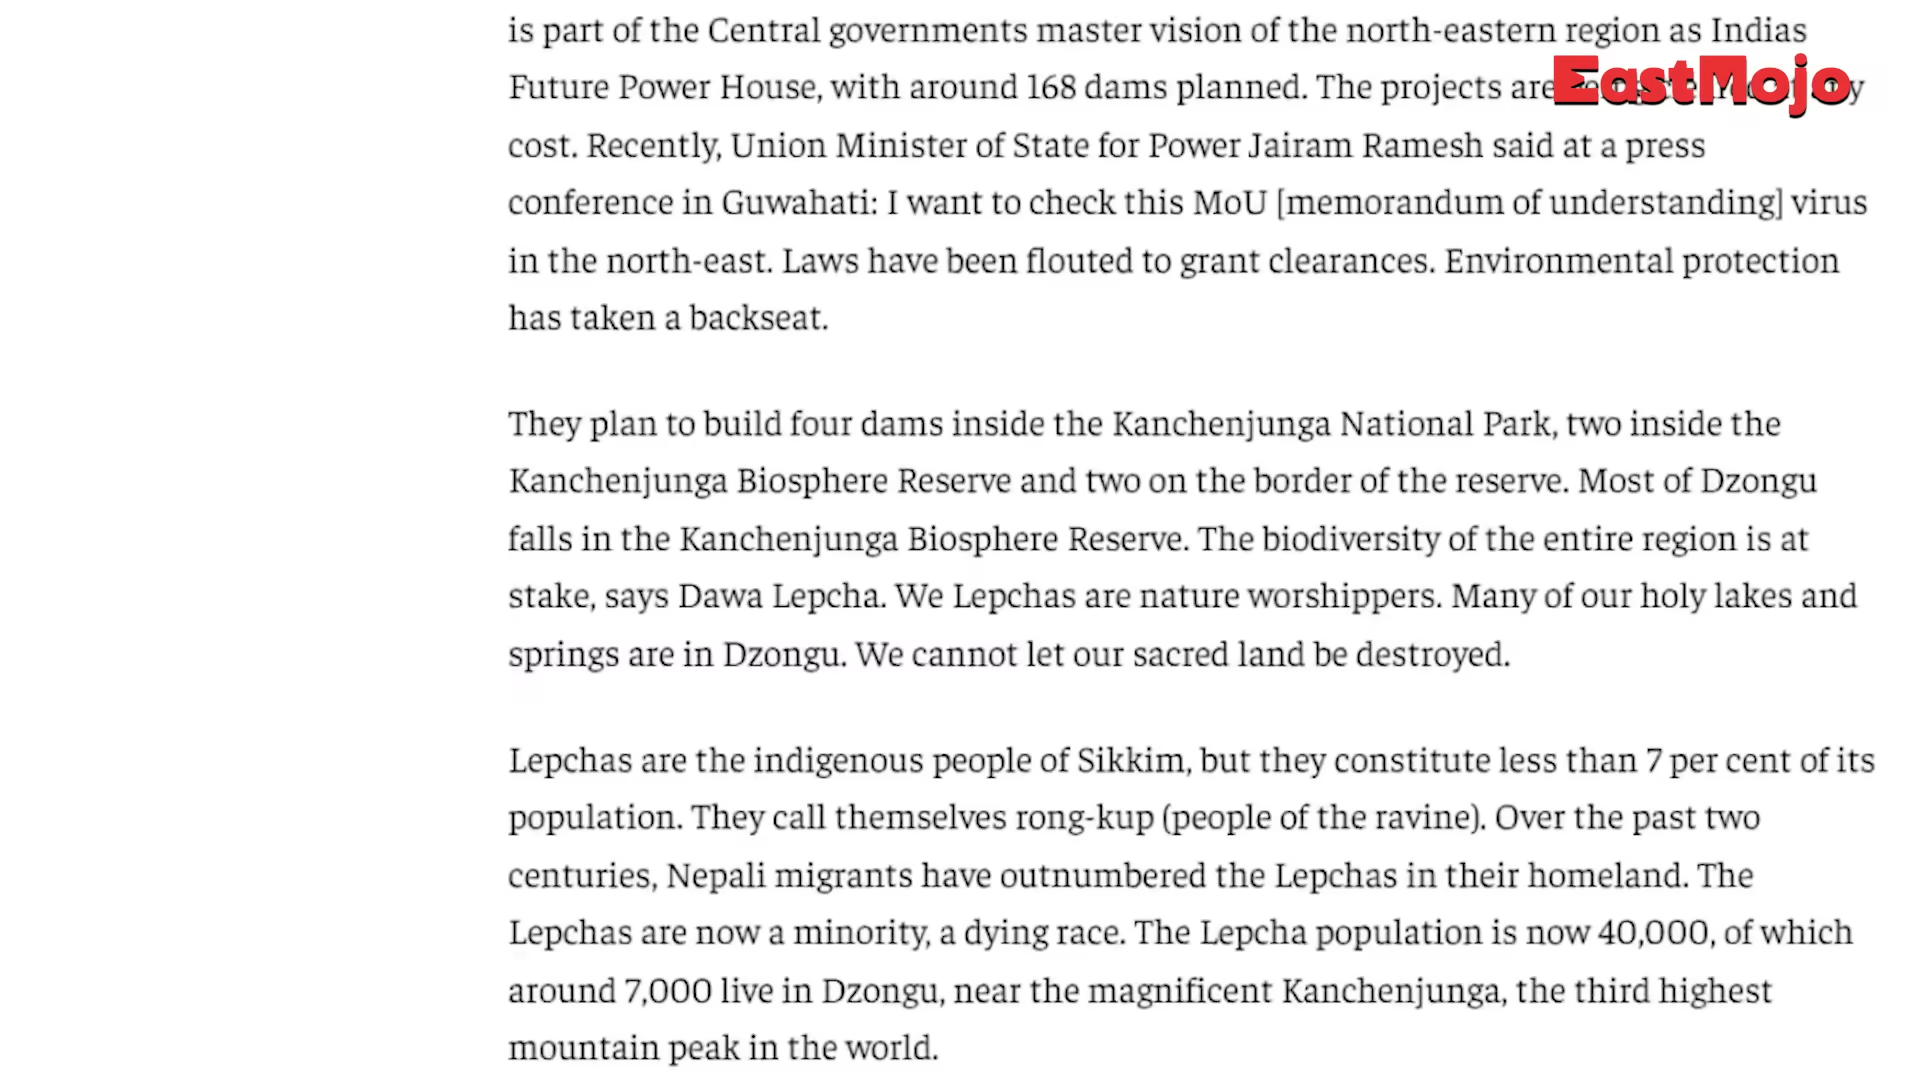 is part of the Central governments master vision of the north-eastern region as Indias
EastMojo
Future Power House, with around 168 dams planned. The projects are
cost. Recently, Union Minister of State for Power Jairam Ramesh said at a press
conference in Guwahati: I want to check this MoU [memorandum of understanding] virus
in the north-east. Laws have been flouted to grant clearances. Environmental protection
has taken a backseat.
They plan to build four dams inside the Kanchenjunga National Park, two inside the
Kanchenjunga Biosphere Reserve and two on the border of the reserve. Most of Dzongu
falls in the Kanchenjunga Biosphere Reserve. The biodiversity of the entire region is at
stake, says Dawa Lepcha. We Lepchas are nature worshippers. Many of our holy lakes and
springs are in Dzongu. We cannot let our sacred land be destroyed.
Lepchas are the indigenous people of Sikkim, but they constitute less than 7 per cent of its
population. They call themselves rong-kup (people of the ravine). Over the past two
centuries, Nepali migrants have outnumbered the Lepchas in their homeland. The
Lepchas are now a minority, a dying race. The Lepcha population is now 40,000, of which
around 7,000 live in Dzongu, near the magnificent Kanchenjunga, the third highest
mountain peak in the world.